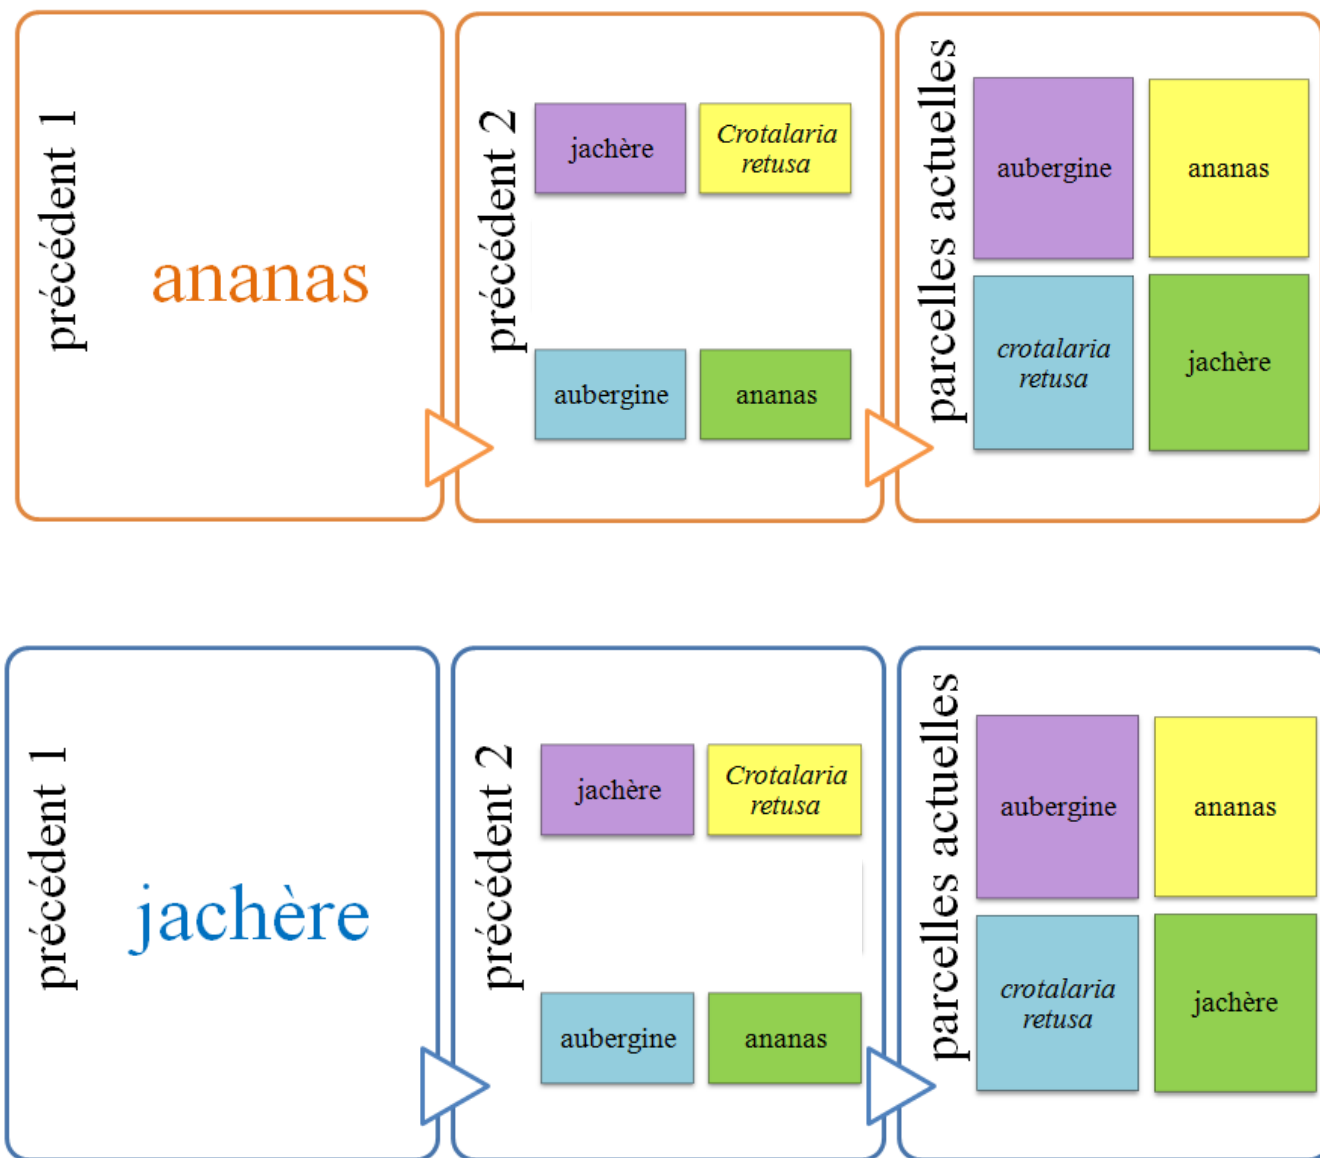 précédent 1
ananas
précédent 2
jachère
Crotalaria
retusa
aubergine
ananas
parcelles actuelles
aubergine
ananas
crotalaria
retusa
jachère
précédent 1
jachère
précédent 2
jachère
Crotalaria
retusa
aubergine
ananas
parcelles actuelles
aubergine
ananas
crotalaria
retusa
jachère